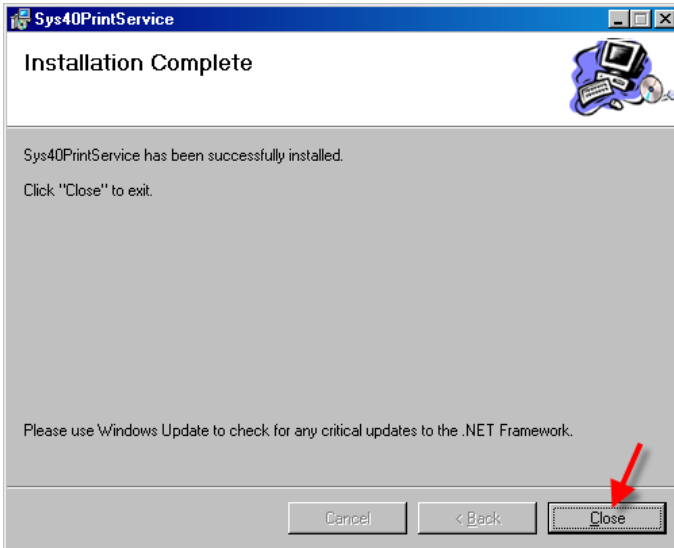 Sys40PrintService
Installation Complete
Sys40PrintService has been successfully installed.
Click "Close" to exit.
Please use Windows Update to check for any critical updates to the .NET Framework.
Cancel
< Back
Close